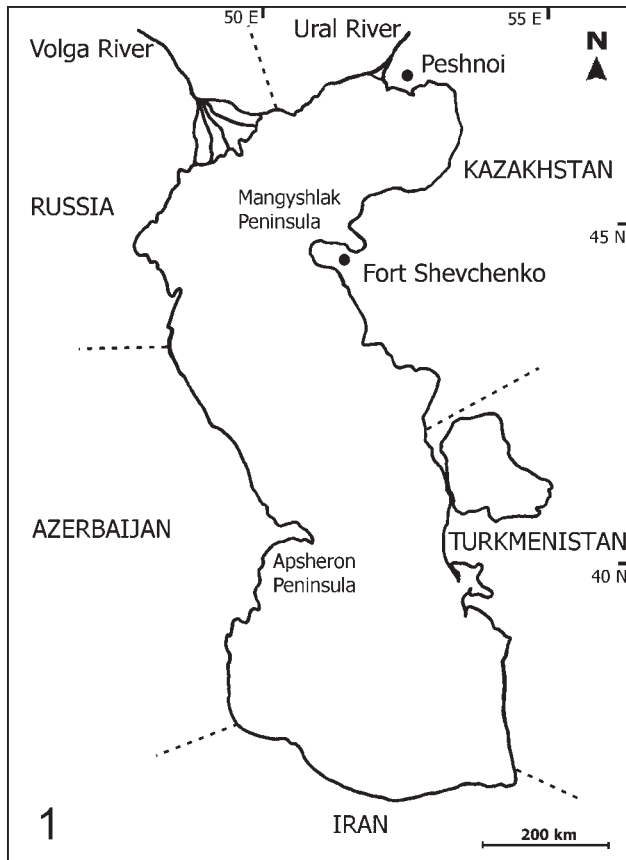 50 E
55 E
Volga River
Ural River
N
Peshnoi
KAZAKHSTAN
RUSSIA
Mangyshlak
Peninsula
45 N
Fort Shevchenko
AZERBAIJAN
TURKMENISTAN
Apsheron
Peninsula
40 N
1
IRAN
200 km